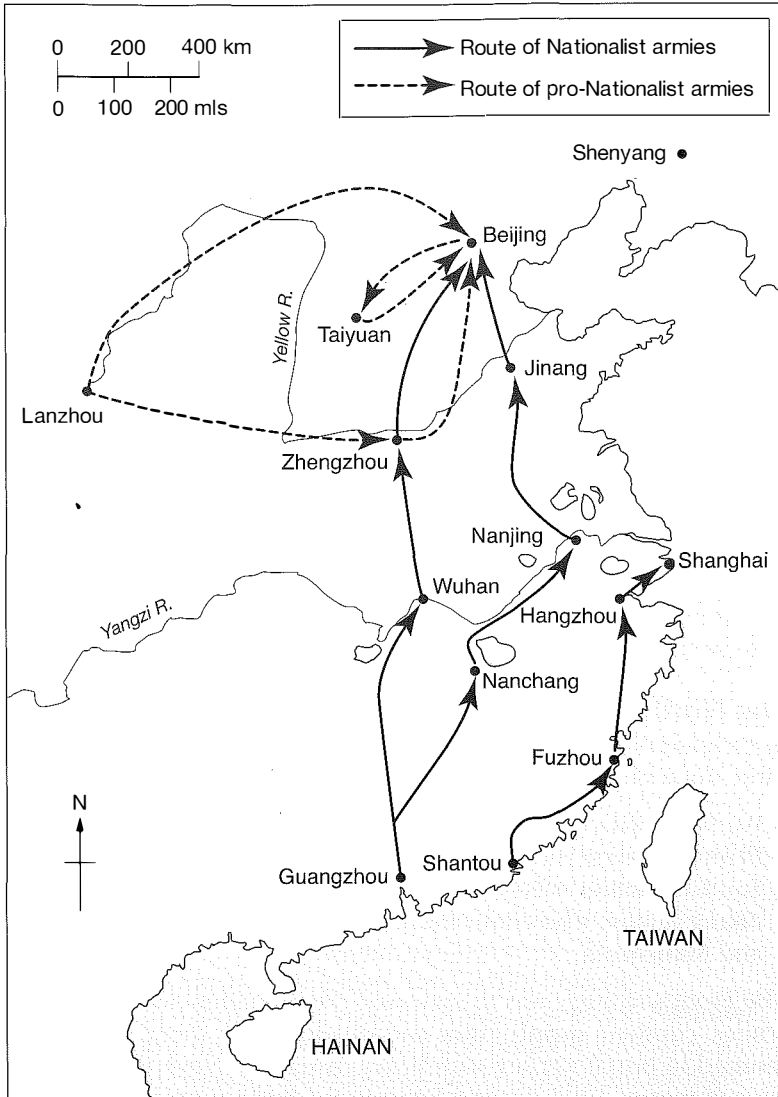 0 200 400 km
0 100 200 mls
Route of Nationalist armies
Route of pro-Nationalist armies
Shenyang
Beijing
Yellow R.
Taiyuan
Jinang
Lanzhou
Zhengzhou
Nanjing
Shanghai
Wuhan
Hangzhou
Yangzi R.
Nanchang
Fuzhou
N
Guangzhou
Shantou
TAIWAN
HAINAN